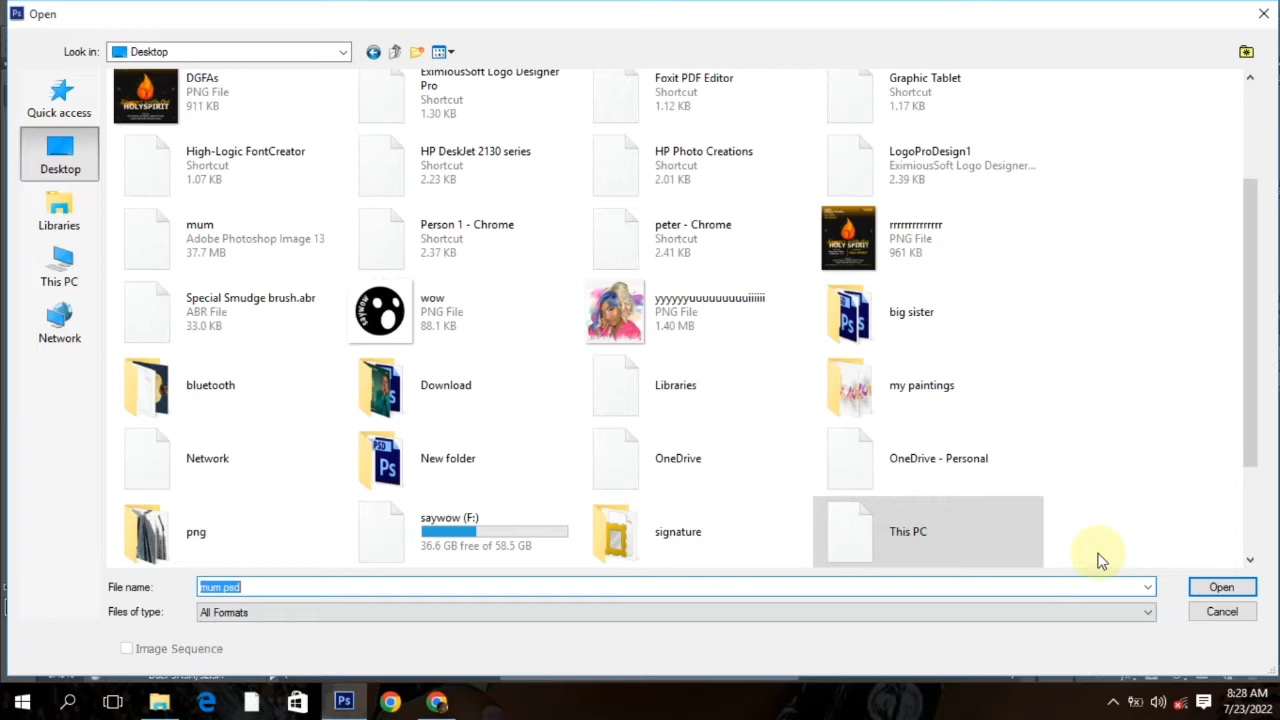 Ps Open
Look in: Desktop
DGFAs
PNG File
911 KB
EximiousSoft Logo Designer
Pro
Shortcut
1.30 KB
Foxit PDF Editor
Shortcut
1.12 KB
Graphic Tablet
Shortcut
1.17 KB
Quick access
Desktop
Libraries
This PC
Network
High-Logic FontCreator
Shortcut
1.07 KB
HP DeskJet 2130 series
Shortcut
2.23 KB
HP Photo Creations
Shortcut
2.01 KB
LogoProDesign1
EximiousSoft Logo Designer...
2.39 KB
mum
Adobe Photoshop Image 13
37.7 MB
Person 1 - Chrome
Shortcut
2.37 KB
peter - Chrome
Shortcut
2.41 KB
HOLY SPIRIT
PNG File
961 KB
Special Smudge brush.abr
ABR File
33.0 KB
saywow
wow
PNG File
88.1 KB
PNG File
1.40 MB
big sister
bluetooth
Download
Libraries
my paintings
Network
PSD
Ps
New folder
OneDrive
OneDrive - Personal
png
saywow (F:)
36.6 GB free of 58.5 GB
signature
This PC
File name: mum.psd
Open
Files of type: All Formats
Cancel
Image Sequence
Ps
8:28 AM
7/23/2022